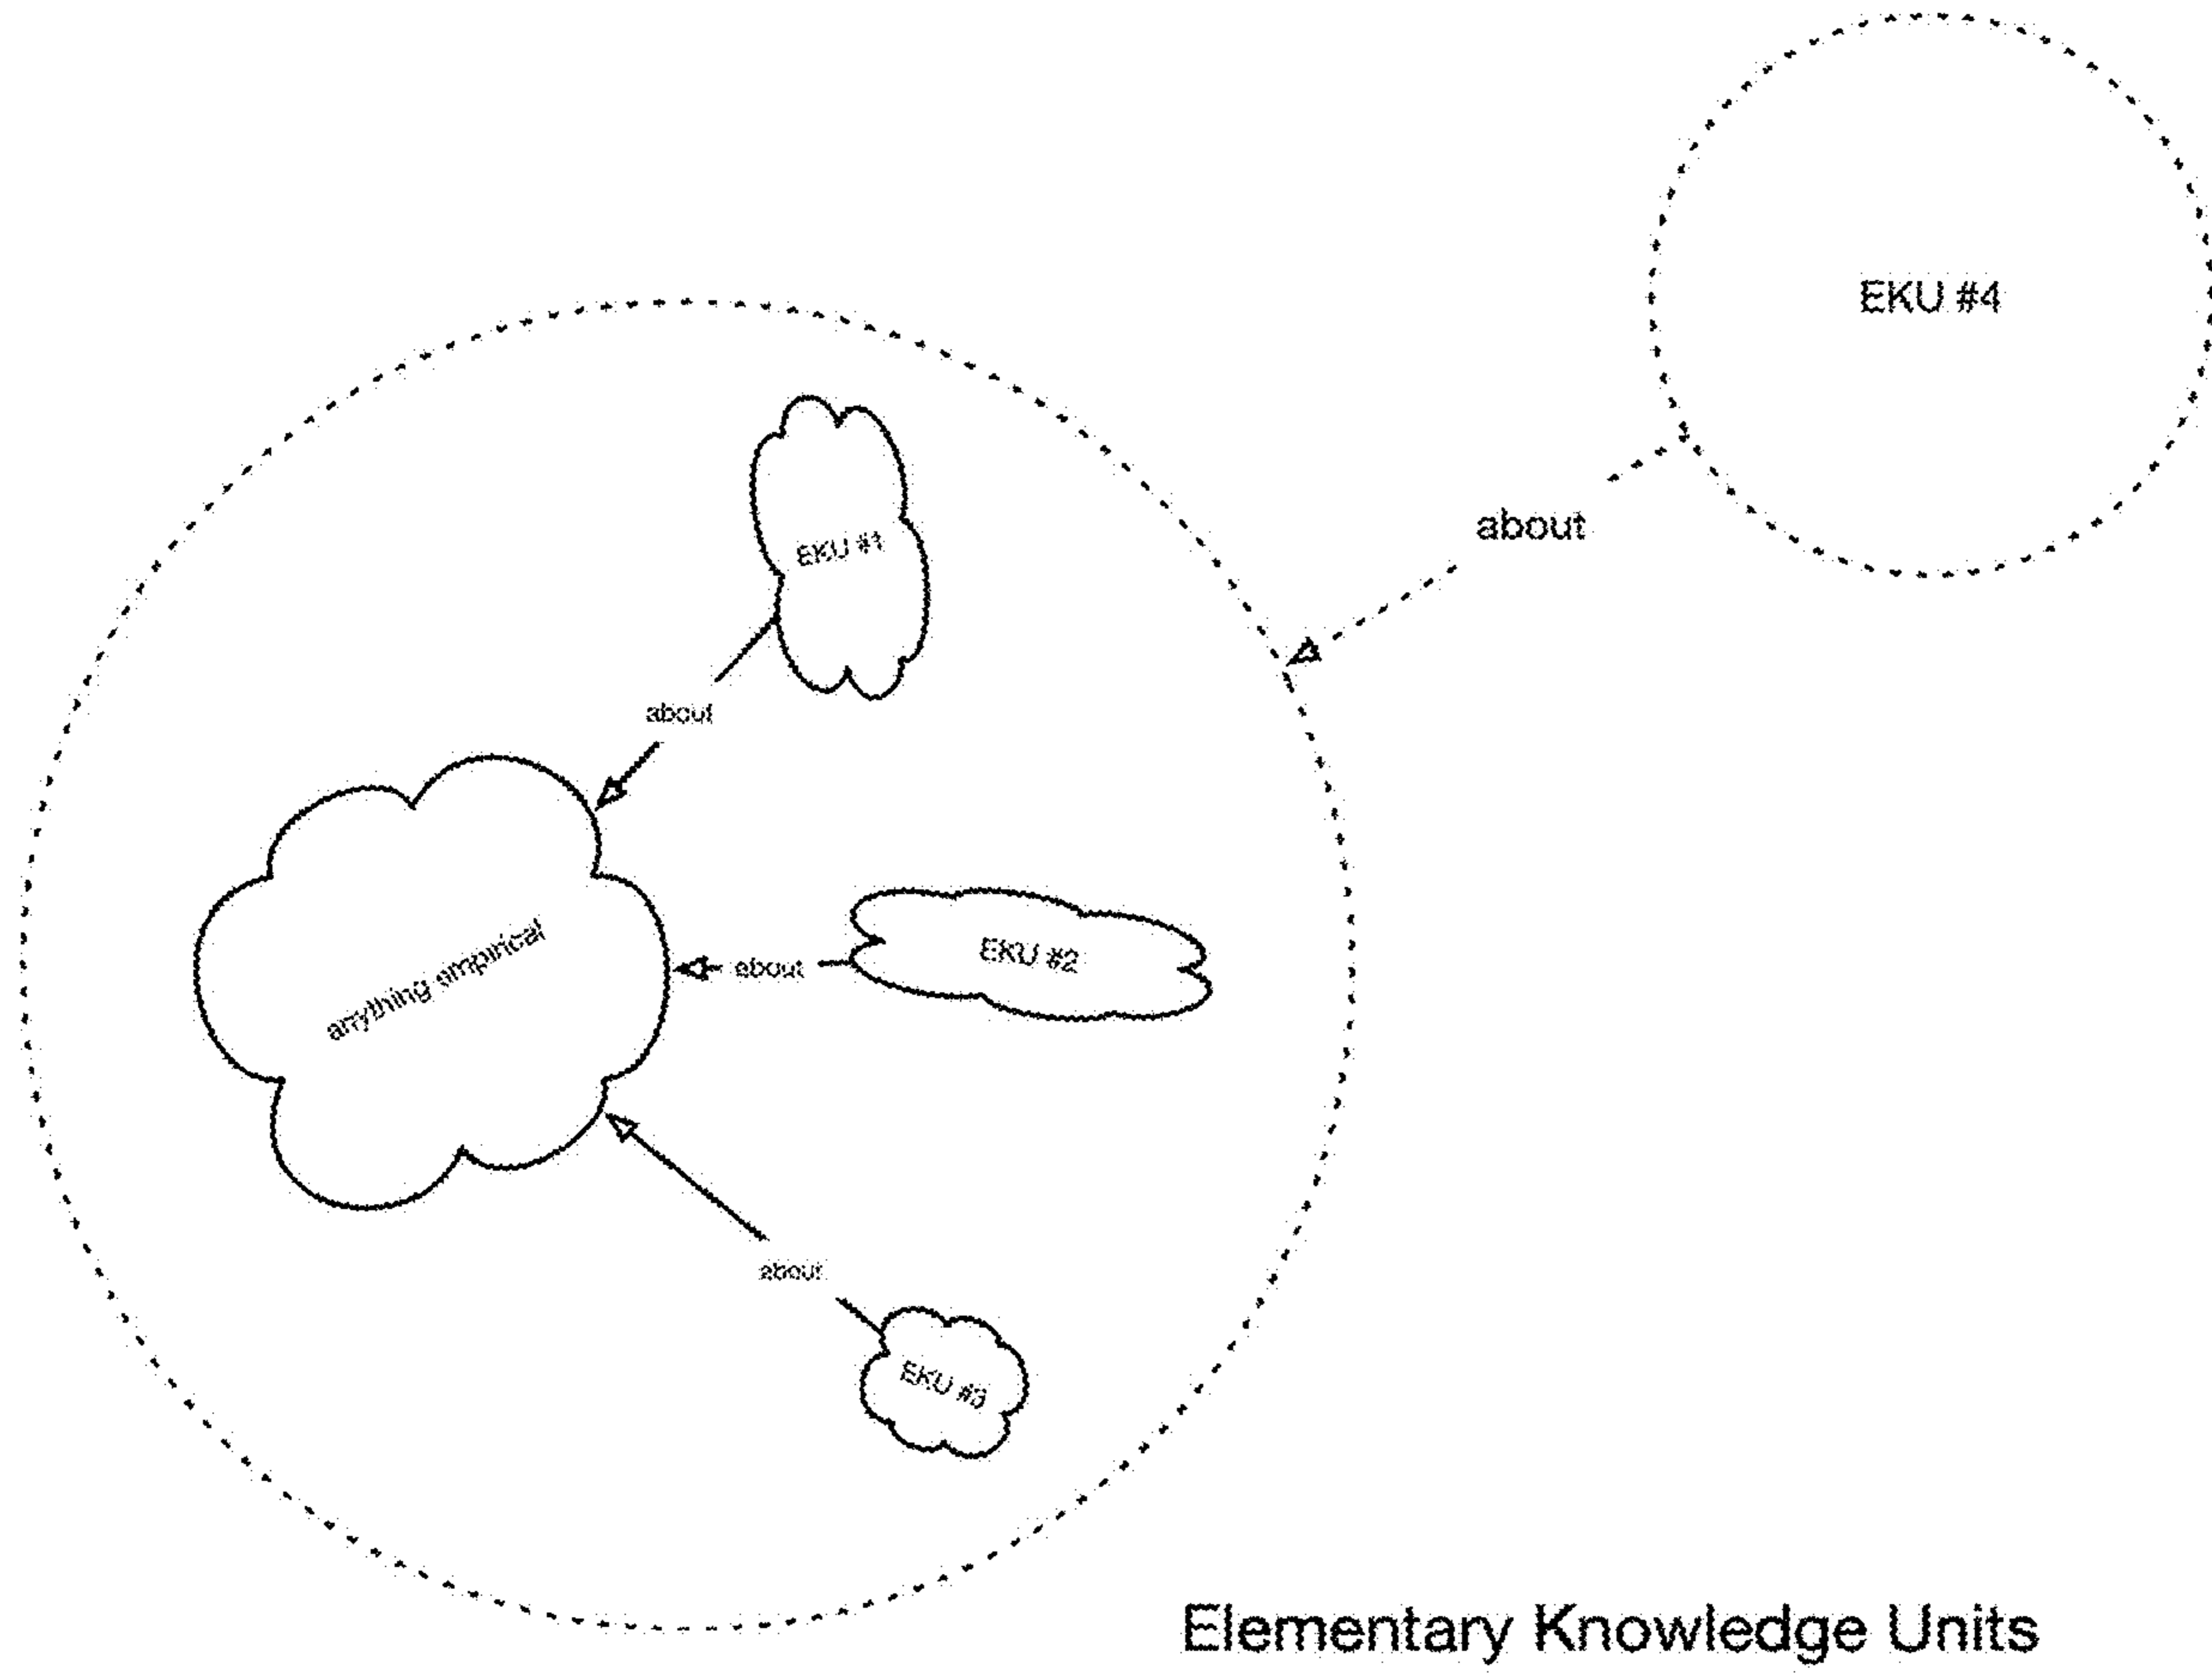 EKU #4
about
EKU #1
about
anything empirical
about
EKU #2
about
EKU #3
Elementary Knowledge Units